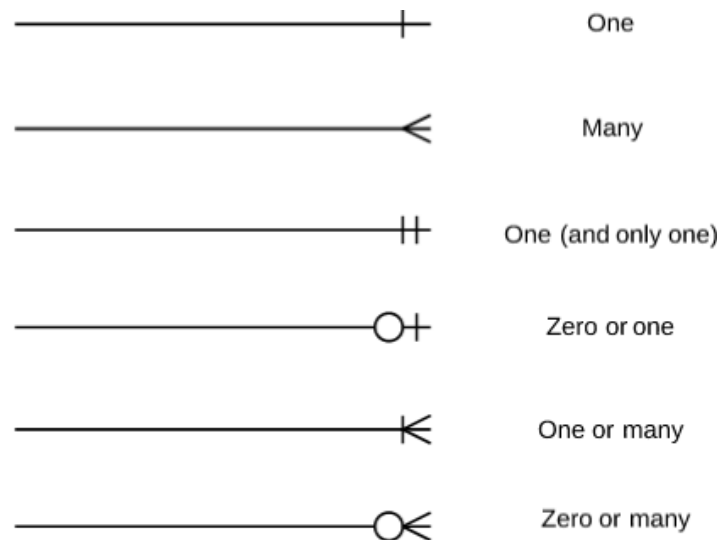 One
Many
One (and only one)
Zero or one
One or many
Zero or many